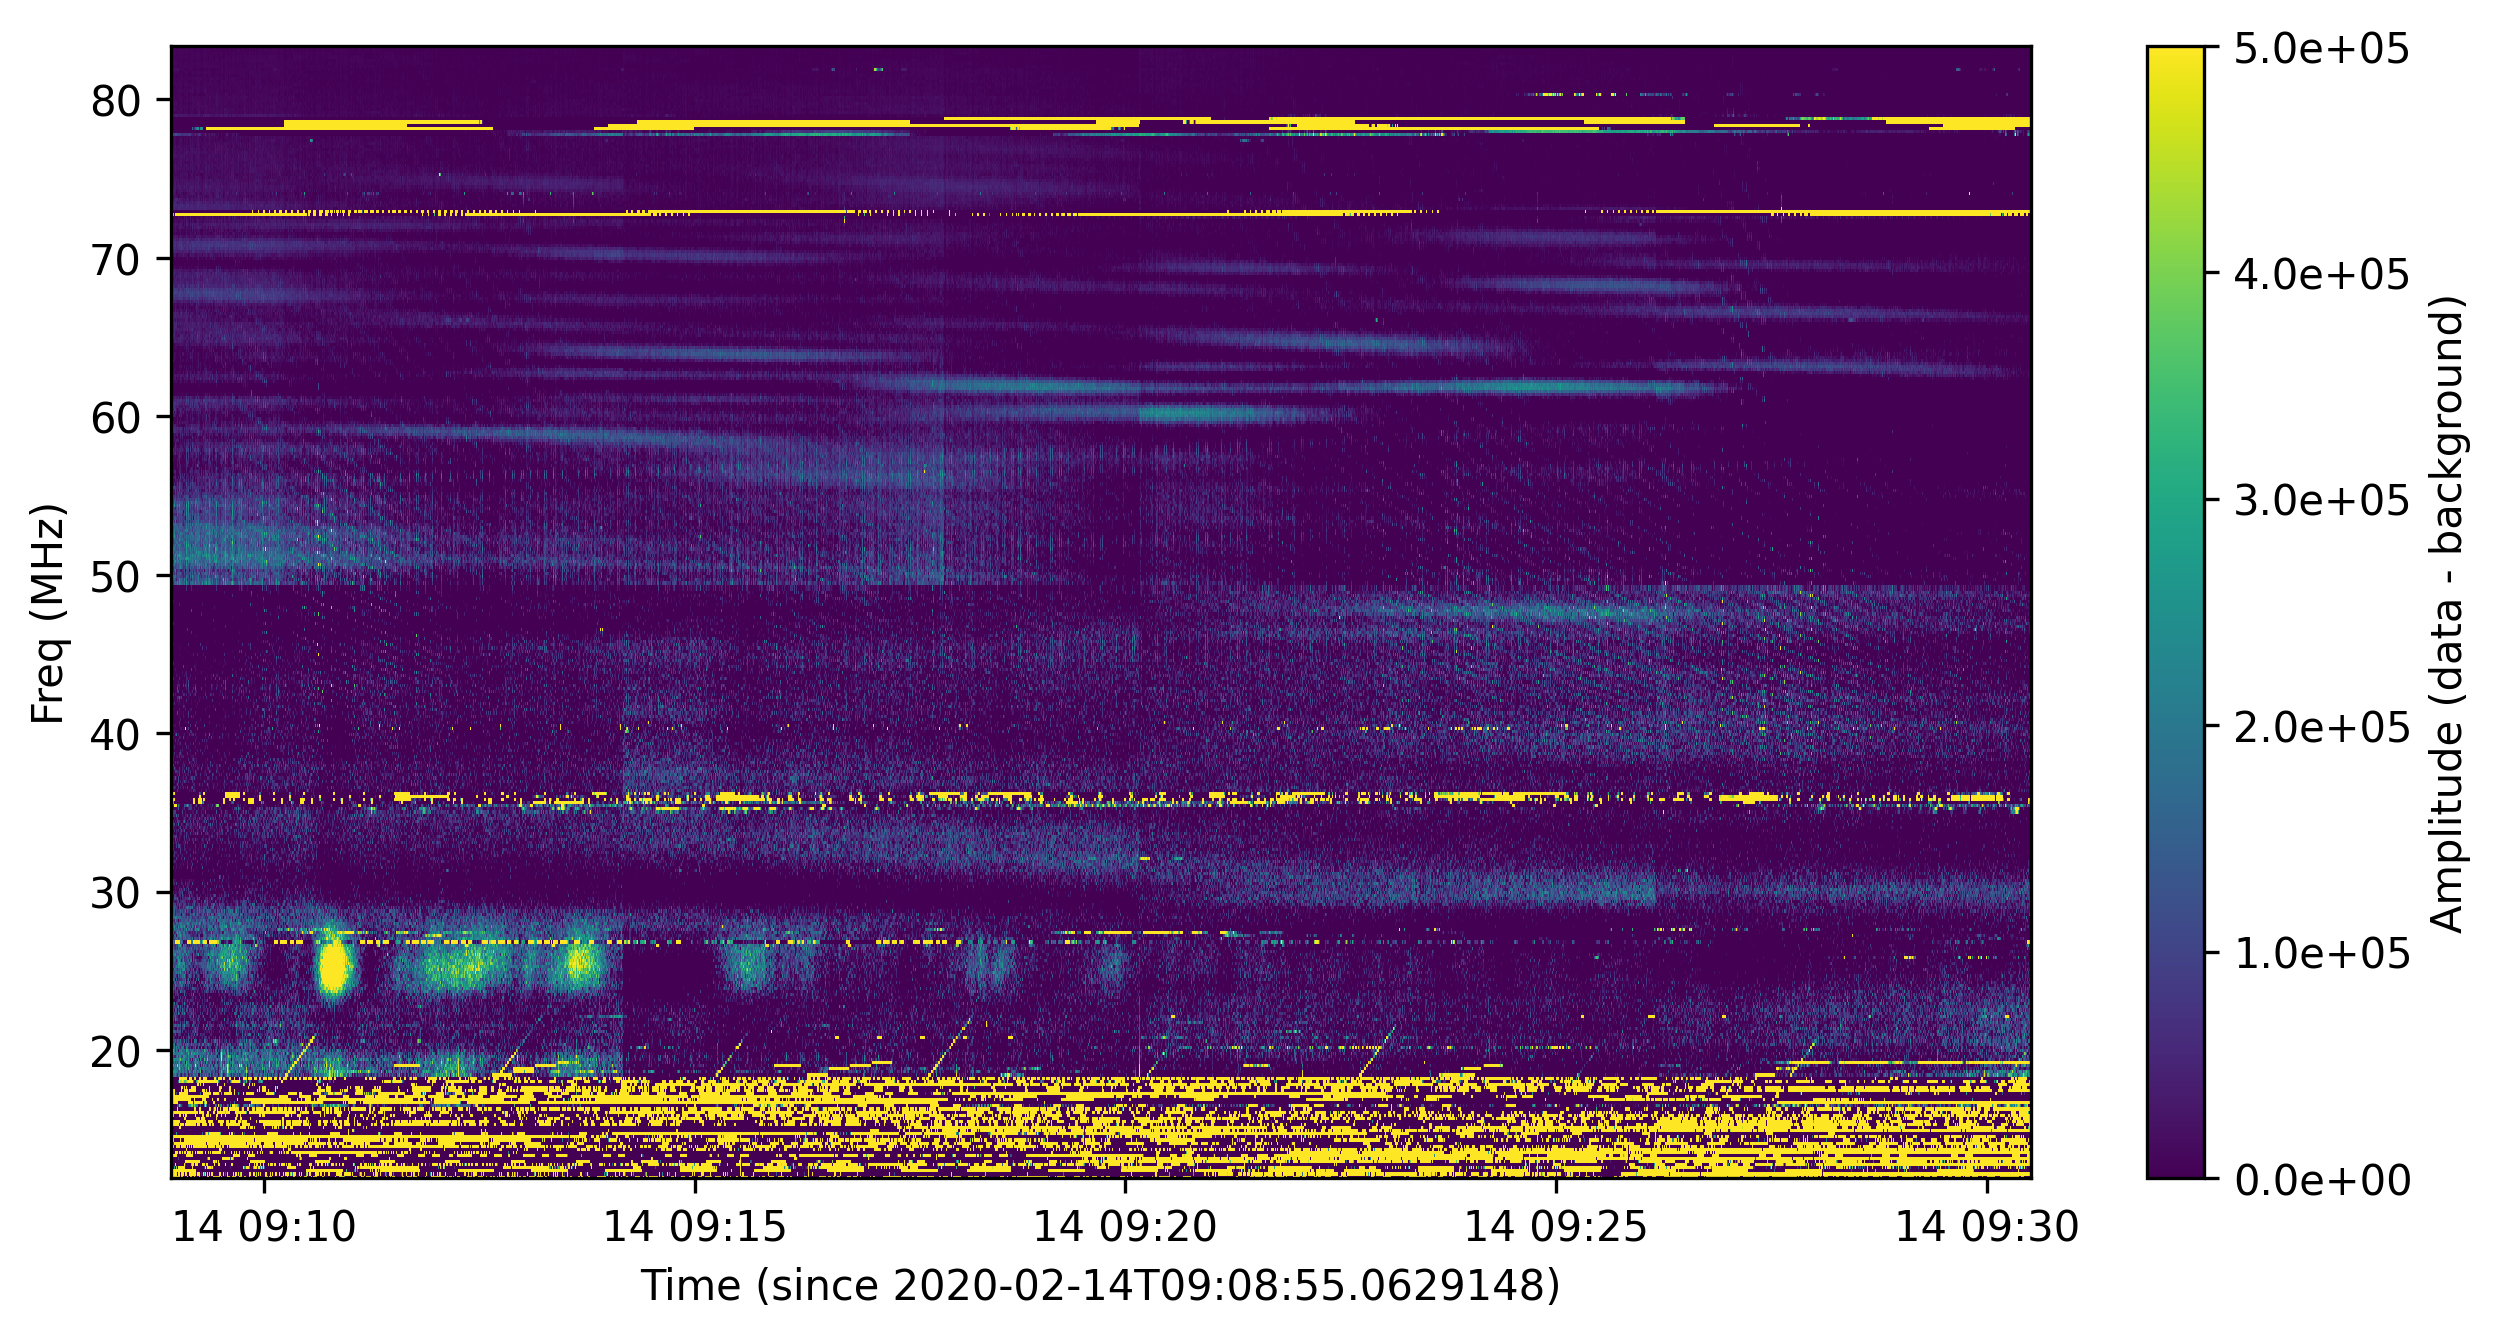 80
70
60
50
40
30
20
Freq (MHz)
14 09:10
14 09:15
14 09:20
14 09:25
14 09:30
Time (since 2020-02-14T09:08:55.0629148)
5.0e+05
4.0e+05
3.0e+05
2.0e+05
1.0e+05
0.0e+00
Amplitude (data - background)